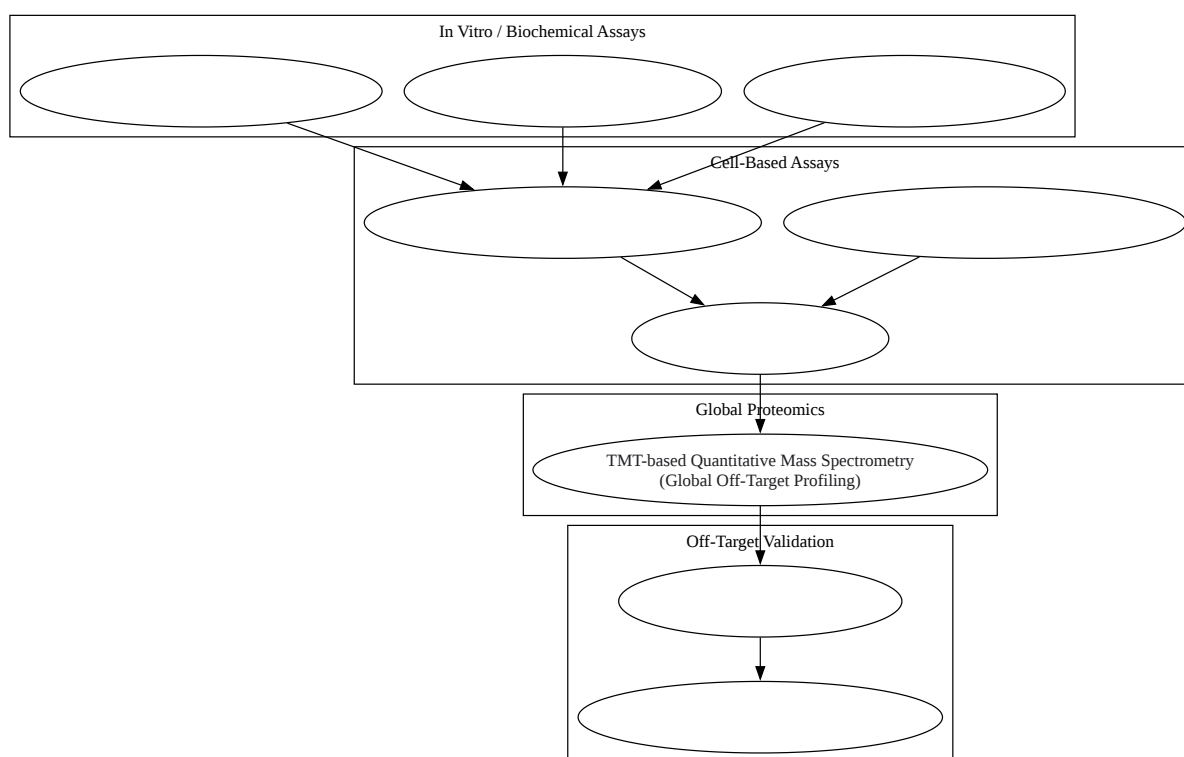 In Vitro / Biochemical Assays
Cell-Based Assays
Global Proteomics
TMT-based Quantitative Mass Spectrometry
(Global Off-Target Profiling)
Off-Target Validation